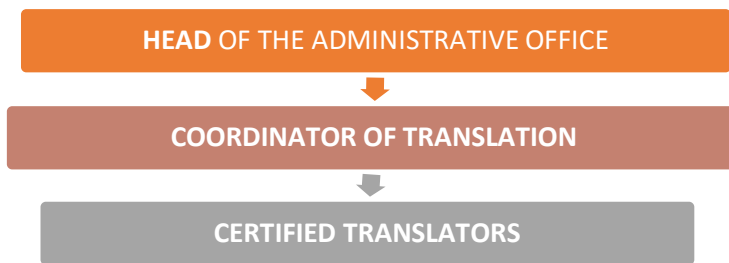 HEAD OF THE ADMINISTRATIVE OFFICE
COORDINATOR OF TRANSLATION
CERTIFIED TRANSLATORS